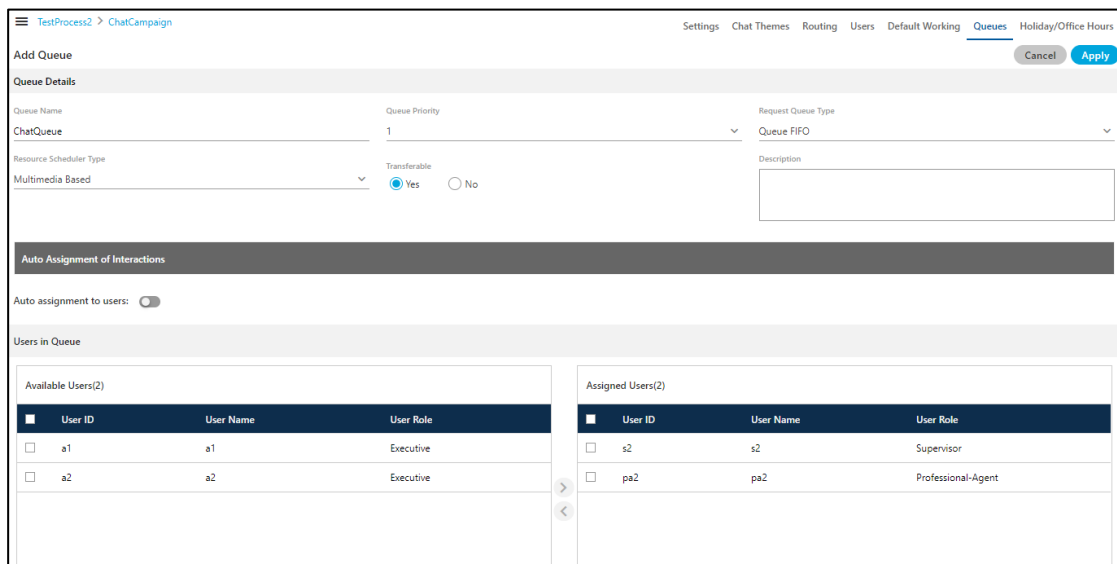 TestProcess2 > ChatCampaign
Settings Chat Themes Routing Users Default Working Queues Holiday/Office Hours
Add Queue
Cancel Apply
Queue Details
Queue Name Queue Priority Request Queue Type
ChatQueue 1 Queue FIFO
Resource Scheduler Type Transferable Description
Multimedia Based Yes No
Auto Assignment of Interactions
Auto assignment to users:
Users in Queue
Available Users(2) Assigned Users(2)
User ID User Name User Role User ID User Name User Role
a1 a1 Executive s2 s2 Supervisor
a2 a2 Executive pa2 pa2 Professional-Agent